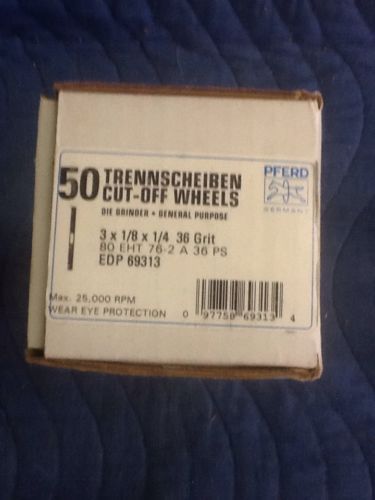 50 TRENNSCHEIBEN
CUT-OFF WHEELS
DIE GRINDER • GENERAL PURPOSE
3 x 1/8 x 1/4 36 Grit
80 EHT 76-2 A 36 PS
EDP 69313
PFERD
GERMANY
Max. 25,000 RPM
WEAR EYE PROTECTION
0 97758 69313 4